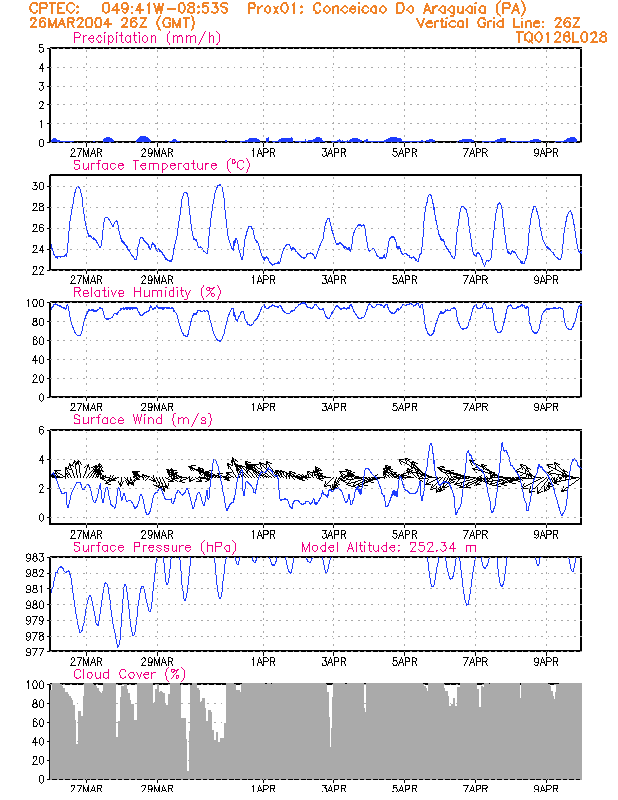 CPTEC: 049:41W-08:53S Prox01: Conceicao Do Araguaia (PA)
26MAR2004 26Z (GMT) Vertical Grid Line: 26Z
Precipitation (mm/h) TQ0126L028
5
4
3
2
1
0
27MAR 29MAR 1APR 3APR 5APR 7APR 9APR
Surface Temperature (ºC)
30
28
26
24
22
27MAR 29MAR 1APR 3APR 5APR 7APR 9APR
Relative Humidity (%)
100
80
60
40
20
0
27MAR 29MAR 1APR 3APR 5APR 7APR 9APR
Surface Wind (m/s)
6
4
2
0
27MAR 29MAR 1APR 3APR 5APR 7APR 9APR
Surface Pressure (hPa) Model Altitude: 252.34 m
983
982
981
980
979
978
977
27MAR 29MAR 1APR 3APR 5APR 7APR 9APR
Cloud Cover (%)
100
80
60
40
20
0
27MAR 29MAR 1APR 3APR 5APR 7APR 9APR